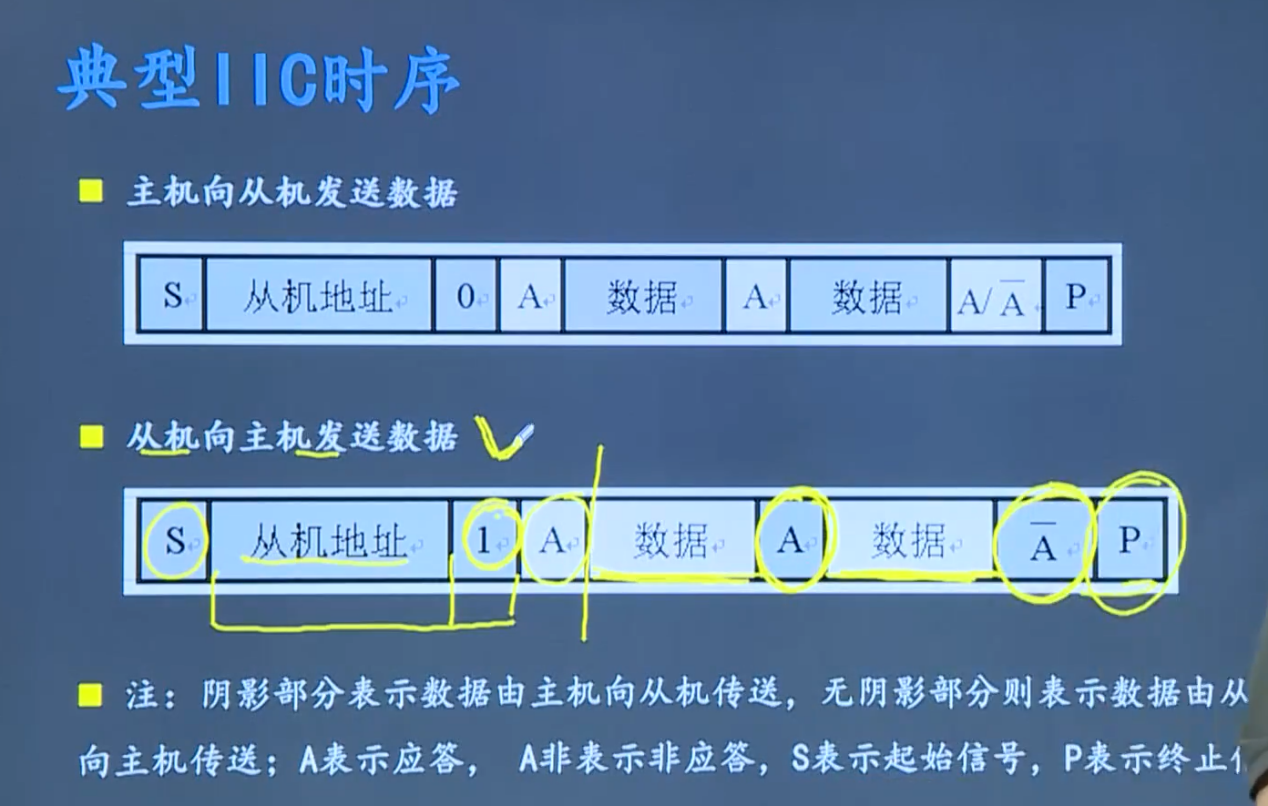 典型IIC时序
主机向从机发送数据
S 从机地址 0 A 数据 A 数据 A/A̅ P
从机向主机发送数据
S 从机地址 1 A 数据 A 数据 A̅ P
注：阴影部分表示数据由主机向从机传送，无阴影部分则表示数据由从
向主机传送；A表示应答， A非表示非应答，S表示起始信号，P表示终止